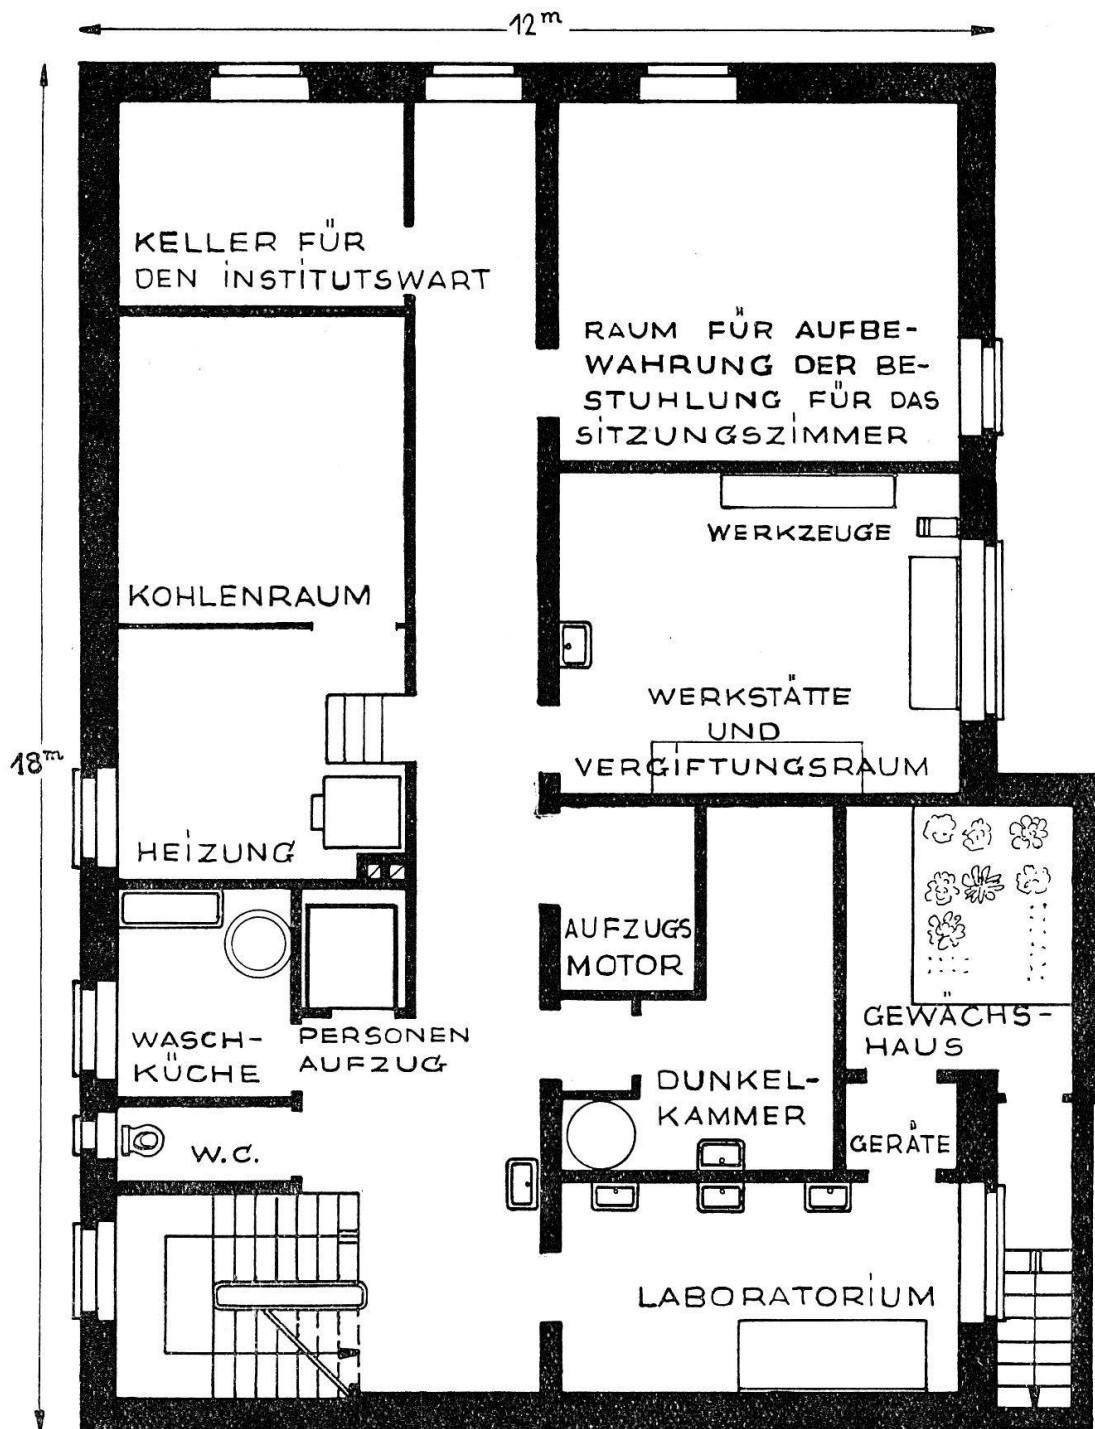 12 m
KELLER FÜR
DEN INSTITUTSWART
RAUM FÜR AUFBE-
WAHRUNG DER BE-
STUHLUNG FÜR DAS
SITZUNGSZIMMER
WERKZEUGE
KOHLENRAUM
WERKSTÄTTE
UND
VERGIFTUNGSRAUM
18 m
HEIZUNG
AUFZUGS
MOTOR
GEWÄCHS-
HAUS
WASCH-
KÜCHE
PERSONEN
AUFZUG
DUNKEL-
KAMMER
GERÄTE
W.C.
LABORATORIUM